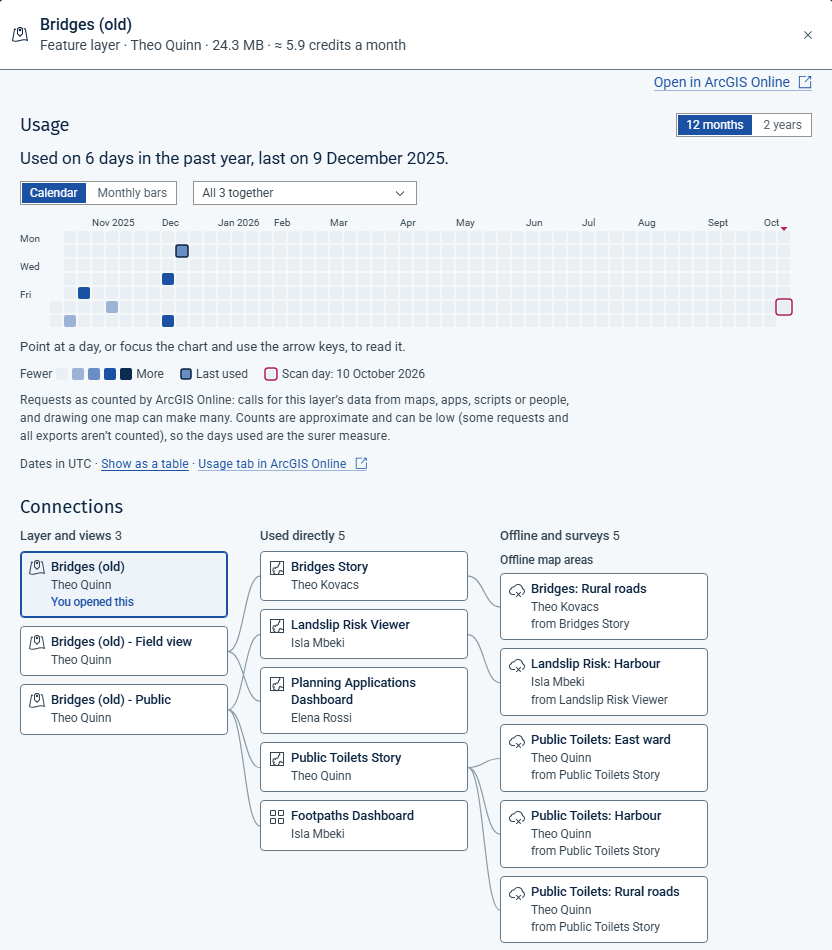 Bridges (old)
Feature layer · Theo Quinn · 24.3 MB · ≈ 5.9 credits a month
Open in ArcGIS Online
Usage
12 months
2 years
Used on 6 days in the past year, last on 9 December 2025.
Calendar
Monthly bars
All 3 together
Nov 2025 Dec Jan 2026 Feb Mar Apr May Jun Jul Aug Sept Oct
Mon
Wed
Fri
Point at a day, or focus the chart and use the arrow keys, to read it.
Fewer More Last used Scan day: 10 October 2026
Requests as counted by ArcGIS Online: calls for this layer’s data from maps, apps, scripts or people,
and drawing one map can make many. Counts are approximate and can be low (some requests and
all exports aren’t counted), so the days used are the surer measure.
Dates in UTC · Show as a table · Usage tab in ArcGIS Online
Connections
Layer and views 3
Bridges (old)
Theo Quinn
You opened this
Bridges (old) - Field view
Theo Quinn
Bridges (old) - Public
Theo Quinn
Used directly 5
Bridges Story
Theo Kovacs
Landslip Risk Viewer
Isla Mbeki
Planning Applications
Dashboard
Elena Rossi
Public Toilets Story
Theo Quinn
Footpaths Dashboard
Isla Mbeki
Offline and surveys 5
Offline map areas
Bridges: Rural roads
Theo Kovacs
from Bridges Story
Landslip Risk: Harbour
Isla Mbeki
from Landslip Risk Viewer
Public Toilets: East ward
Theo Quinn
from Public Toilets Story
Public Toilets: Harbour
Theo Quinn
from Public Toilets Story
Public Toilets: Rural roads
Theo Quinn
from Public Toilets Story